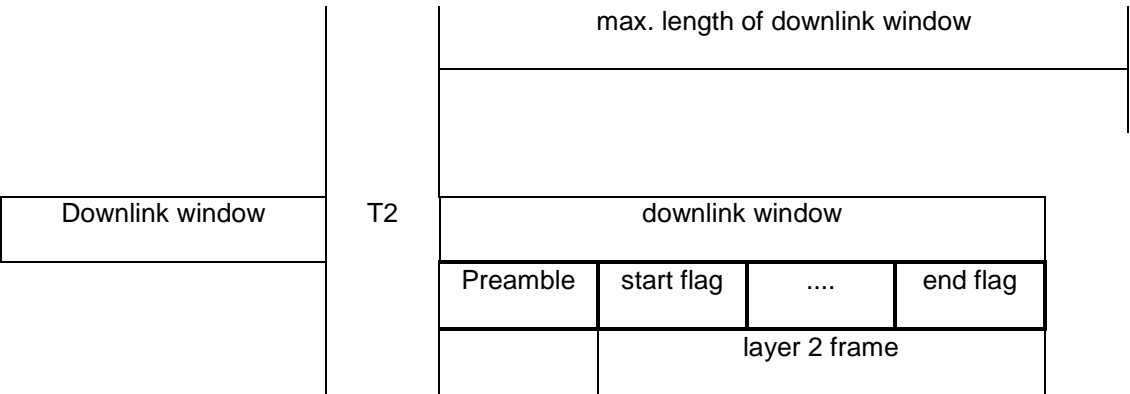 max. length of downlink window
Downlink window T2 downlink window
Preamble start flag .... end flag
layer 2 frame